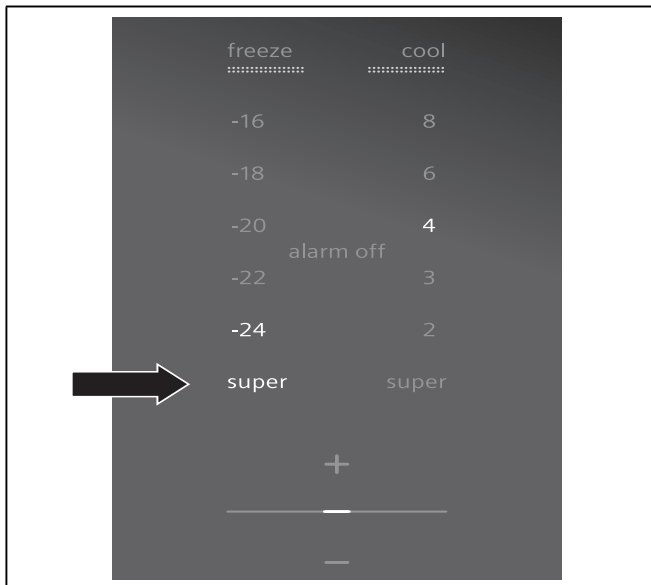 freeze cool
-16 8
-18 6
-20 4
alarm off
-22 3
-24 2
super super
+
−